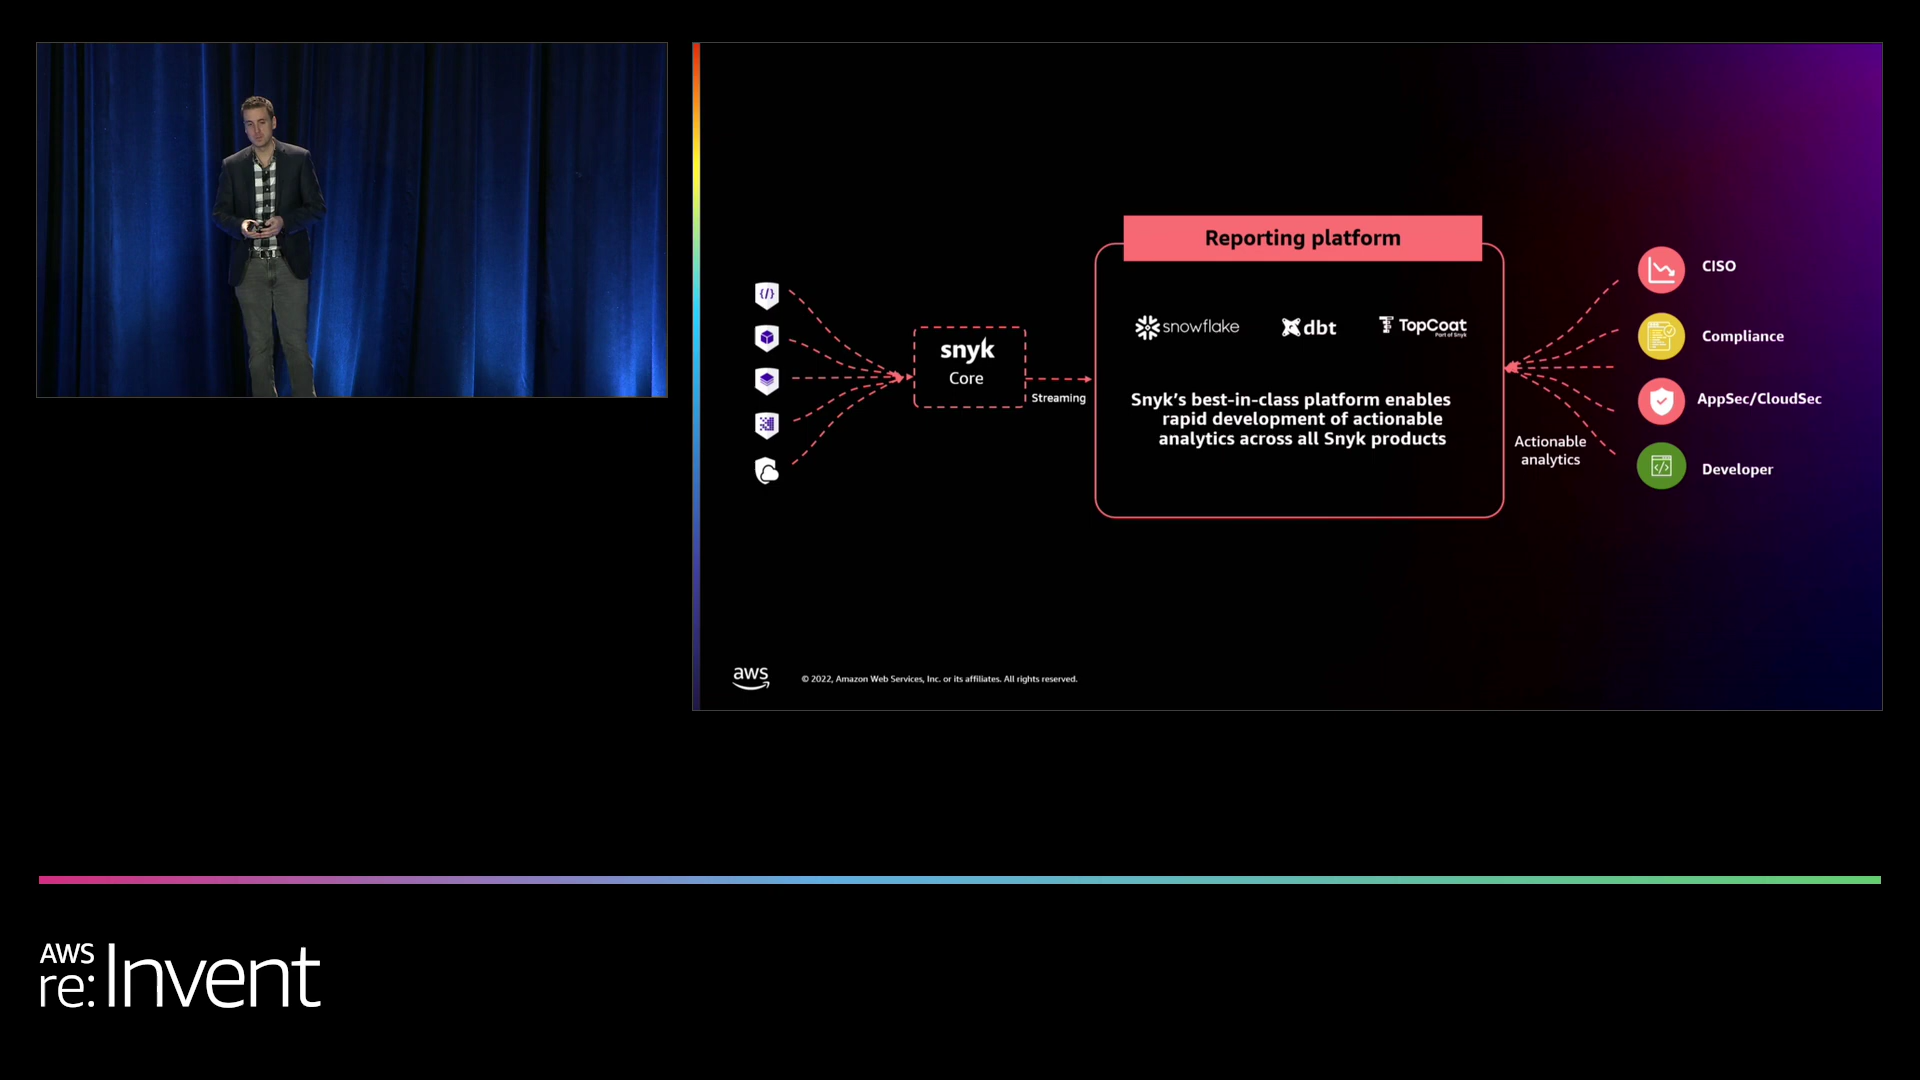 Reporting platform
snowflake
dbt
TopCoat
Part of Snyk
snyk
Core
Streaming
Snyk's best-in-class platform enables
rapid development of actionable
analytics across all Snyk products
Actionable
analytics
CISO
Compliance
AppSec/CloudSec
Developer
aws
© 2022, Amazon Web Services, Inc. or its affiliates. All rights reserved.
AWS
re:Invent